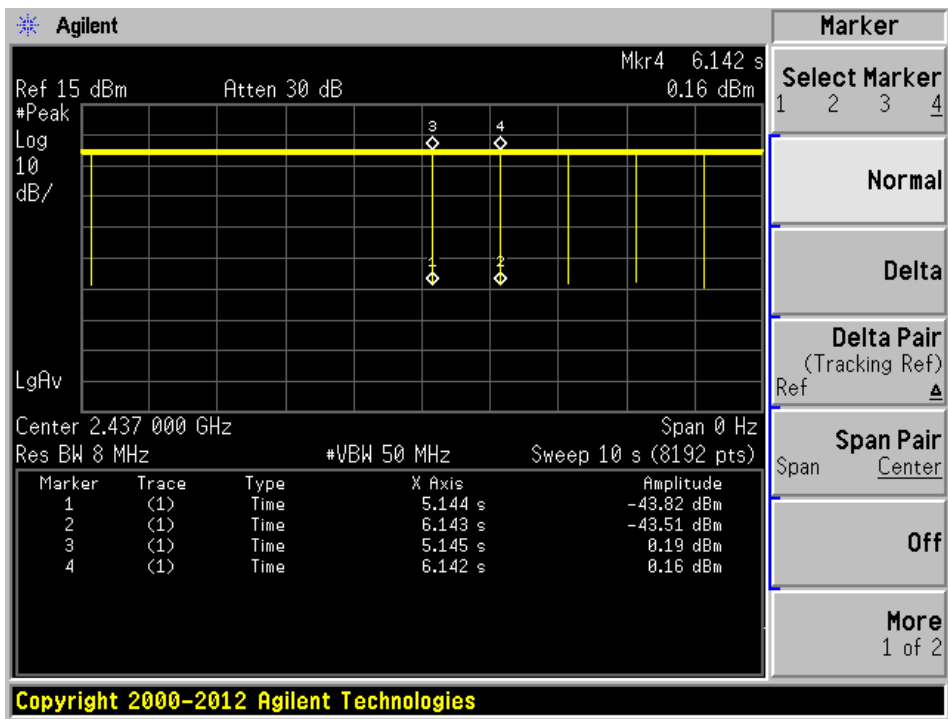 Agilent
Marker
Mkr4 6.142 s
Ref 15 dBm Atten 30 dB 0.16 dBm
#Peak
Log
10
dB/
3 4
1 2
LgAv
Center 2.437 000 GHz Span 0 Hz
Res BW 8 MHz #VBW 50 MHz Sweep 10 s (8192 pts)
Marker Trace Type X Axis Amplitude
1 (1) Time 5.144 s -43.82 dBm
2 (1) Time 6.143 s -43.51 dBm
3 (1) Time 5.145 s 0.19 dBm
4 (1) Time 6.142 s 0.16 dBm
Select Marker
1 2 3 4
Normal
Delta
Delta Pair
(Tracking Ref)
Ref Δ
Span Pair
Span Center
Off
More
1 of 2
Copyright 2000-2012 Agilent Technologies